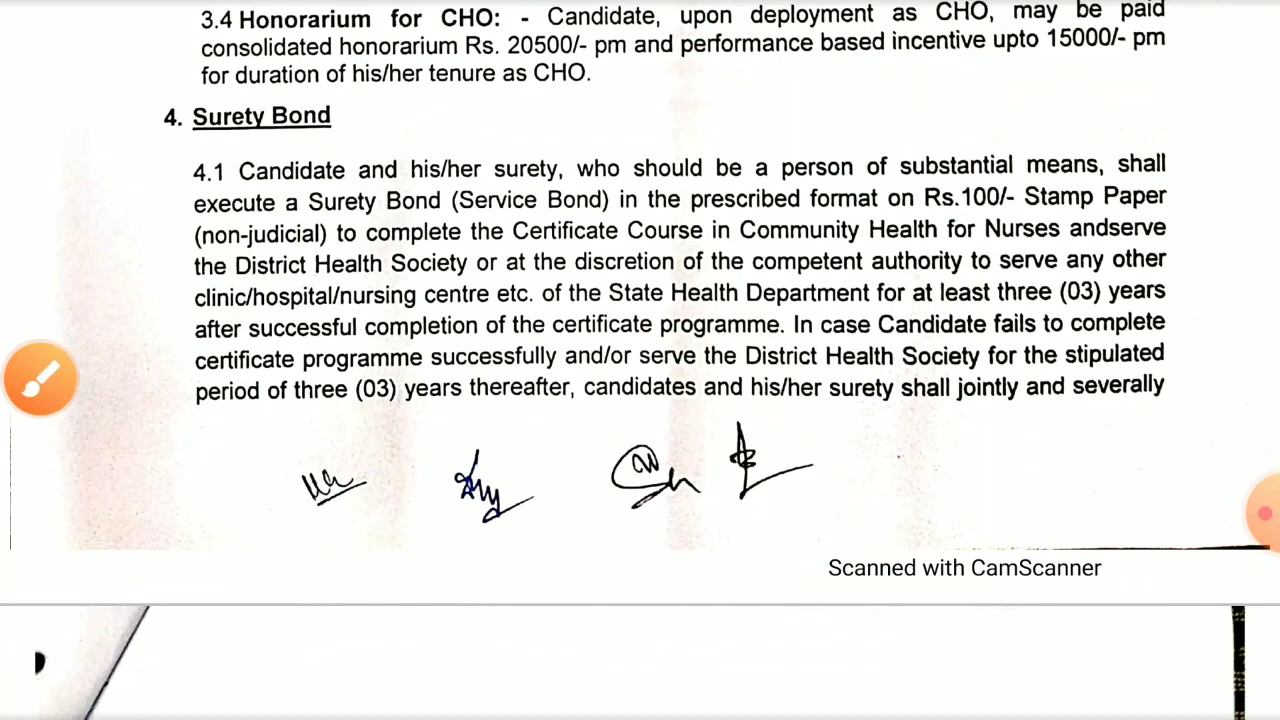 3.4 Honorarium for CHO: - Candidate, upon deployment as CHO, may be paid
consolidated honorarium Rs. 20500/- pm and performance based incentive upto 15000/- pm
for duration of his/her tenure as CHO.
4. Surety Bond
4.1 Candidate and his/her surety, who should be a person of substantial means, shall
execute a Surety Bond (Service Bond) in the prescribed format on Rs.100/- Stamp Paper
(non-judicial) to complete the Certificate Course in Community Health for Nurses andserve
the District Health Society or at the discretion of the competent authority to serve any other
clinic/hospital/nursing centre etc. of the State Health Department for at least three (03) years
after successful completion of the certificate programme. In case Candidate fails to complete
certificate programme successfully and/or serve the District Health Society for the stipulated
period of three (03) years thereafter, candidates and his/her surety shall jointly and severally
Scanned with CamScanner